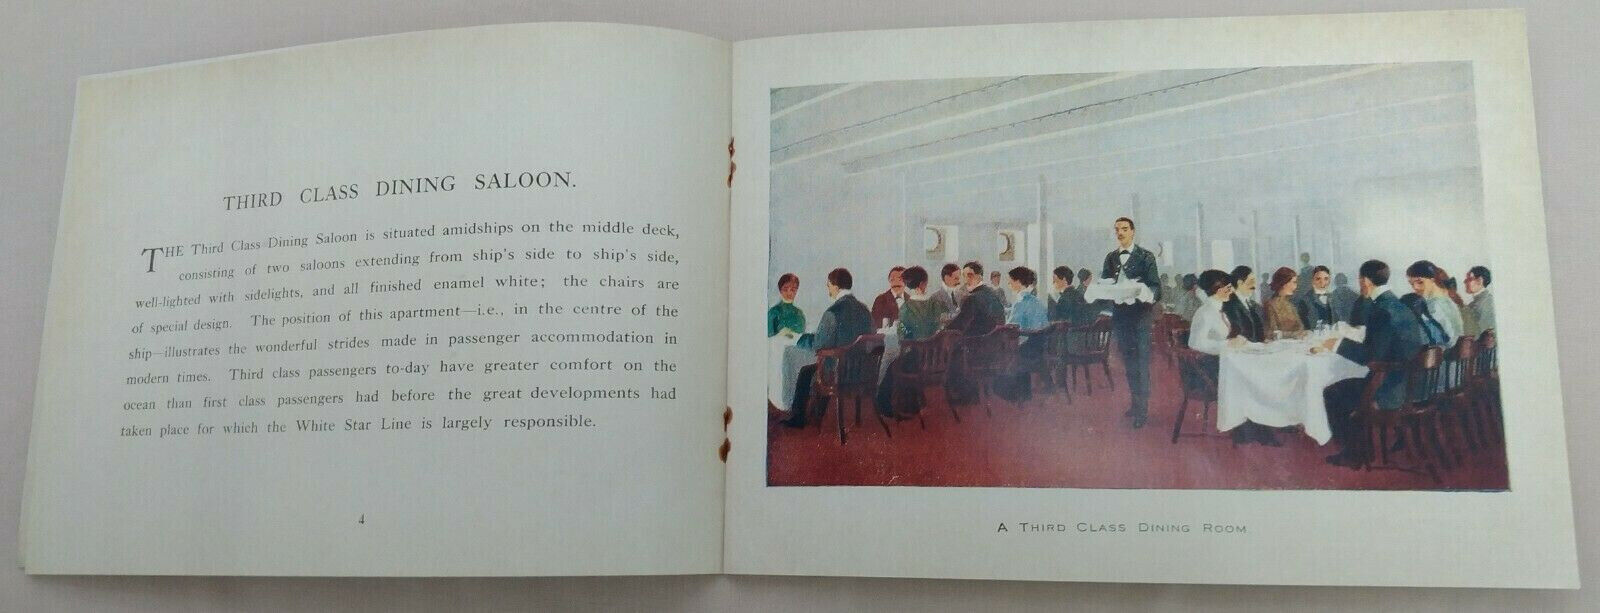 THIRD CLASS DINING SALOON.
THE Third Class Dining Saloon is situated amidships on the middle deck,
consisting of two saloons extending from ship's side to ship's side,
well-lighted with sidelights, and all finished enamel white; the chairs are
of special design. The position of this apartment—i.e., in the centre of the
ship—illustrates the wonderful strides made in passenger accommodation in
modern times. Third class passengers to-day have greater comfort on the
ocean than first class passengers had before the great developments had
taken place for which the White Star Line is largely responsible.
4
A THIRD CLASS DINING ROOM